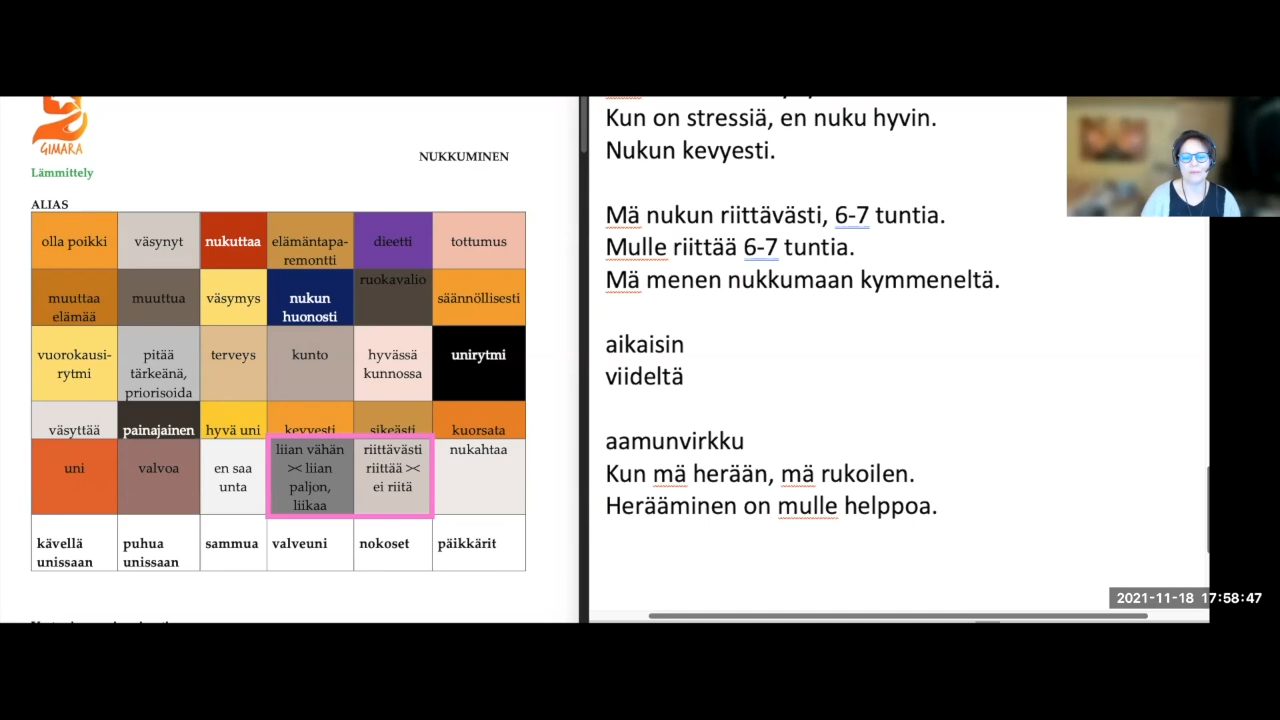 GIMARA
NUKKUMINEN
Lämmittely
ALIAS
olla poikki
väsynyt
nukuttaa
elämäntapa-
remontti
dieetti
tottumus
muuttaa
elämää
muuttua
väsymys
nukun
huonosti
ruokavalio
säännöllisesti
vuorokausi-
rytmi
pitää
tärkeänä,
priorisoida
terveys
kunto
hyvässä
kunnossa
unirytmi
väsyttää
painajainen
hyvä uni
kevyesti
sikeästi
kuorsata
uni
valvoa
en saa
unta
liian vähän
>< liian
paljon,
liikaa
riittävästi
riittää ><
ei riitä
nukahtaa
kävellä
unissaan
puhua
unissaan
sammua
valveuni
nokoset
päikkärit
Kun on stressiä, en nuku hyvin.
Nukun kevyesti.
Mä nukun riittävästi, 6-7 tuntia.
Mulle riittää 6-7 tuntia.
Mä menen nukkumaan kymmeneltä.
aikaisin
viideltä
aamunvirkku
Kun mä herään, mä rukoilen.
Herääminen on mulle helppoa.
2021-11-18 17:58:47